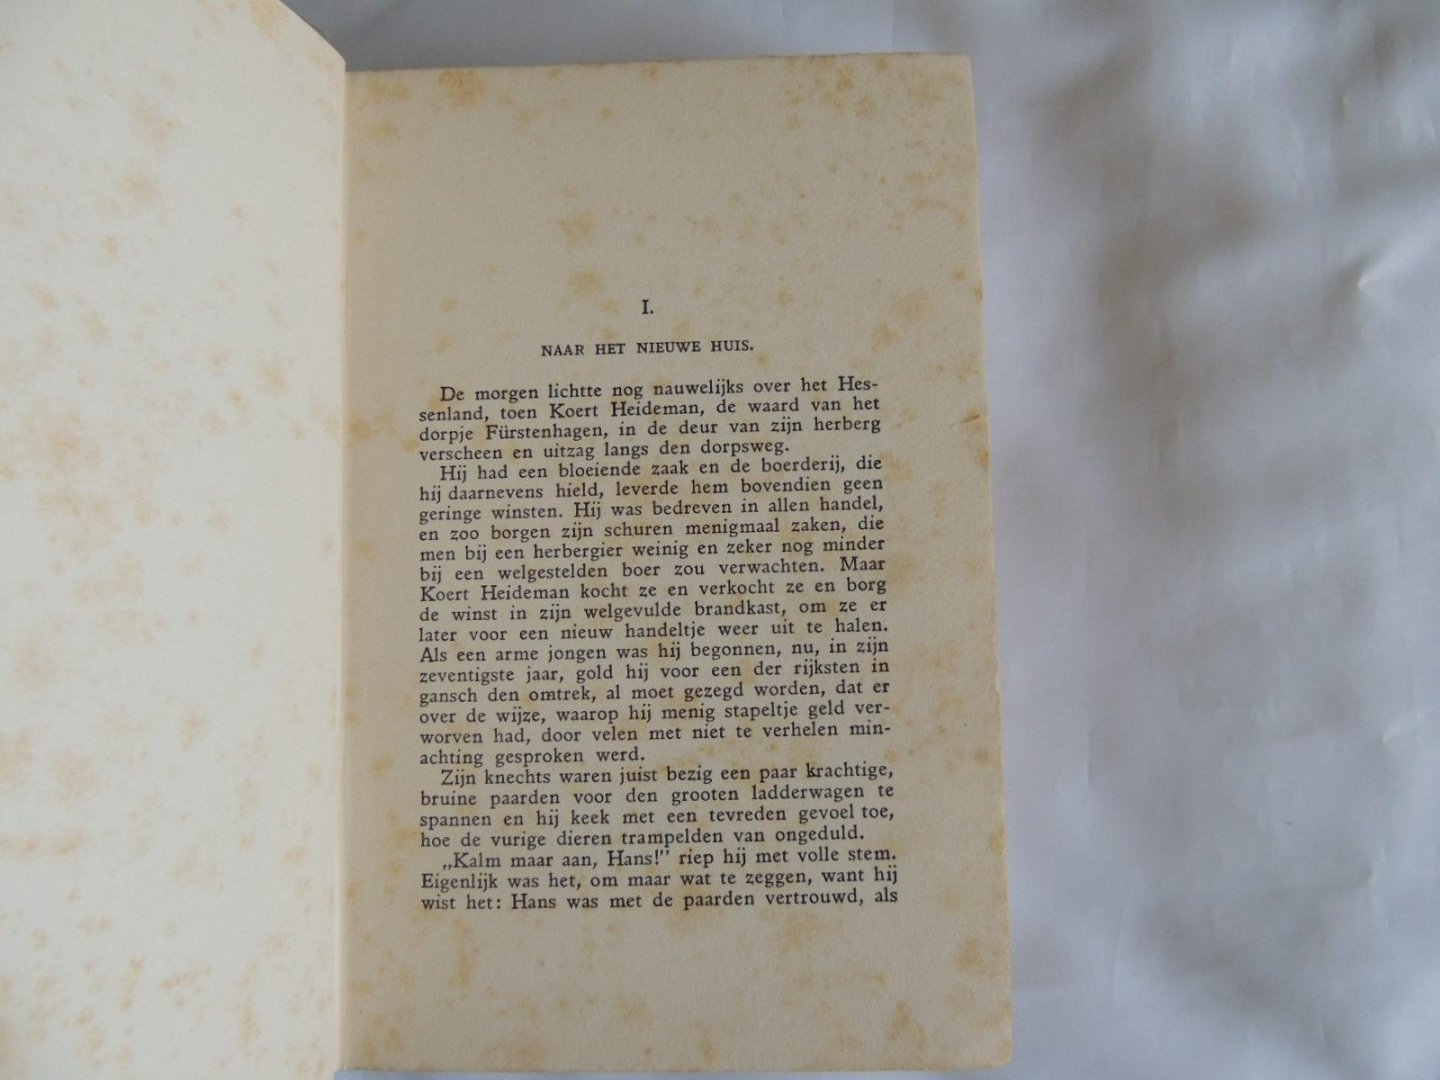 I.
NAAR HET NIEUWE HUIS.
De morgen lichtte nog nauwelijks over het Hes-
senland, toen Koert Heideman, de waard van het
dorpje Fürstenhagen, in de deur van zijn herberg
verscheen en uitzag langs den dorpsweg.
Hij had een bloeiende zaak en de boerderij, die
hij daarnevens hield, leverde hem bovendien geen
geringe winsten. Hij was bedreven in allen handel,
en zoo borgen zijn schuren menigmaal zaken, die
men bij een herbergier weinig en zeker nog minder
bij een welgestelden boer zou verwachten. Maar
Koert Heideman kocht ze en verkocht ze en borg
de winst in zijn welgevulde brandkast, om ze er
later voor een nieuw handeltje weer uit te halen.
Als een arme jongen was hij begonnen, nu, in zijn
zeventigste jaar, gold hij voor een der rijksten in
gansch den omtrek, al moet gezegd worden, dat er
over de wijze, waarop hij menig stapeltje geld ver-
worven had, door velen met niet te verhelen min-
achting gesproken werd.
Zijn knechts waren juist bezig een paar krachtige,
bruine paarden voor den grooten ladderwagen te
spannen en hij keek met een tevreden gevoel toe,
hoe de vurige dieren trampelden van ongeduld.
„Kalm maar aan, Hans!” riep hij met volle stem.
Eigenlijk was het, om maar wat te zeggen, want hij
wist het: Hans was met de paarden vertrouwd, als